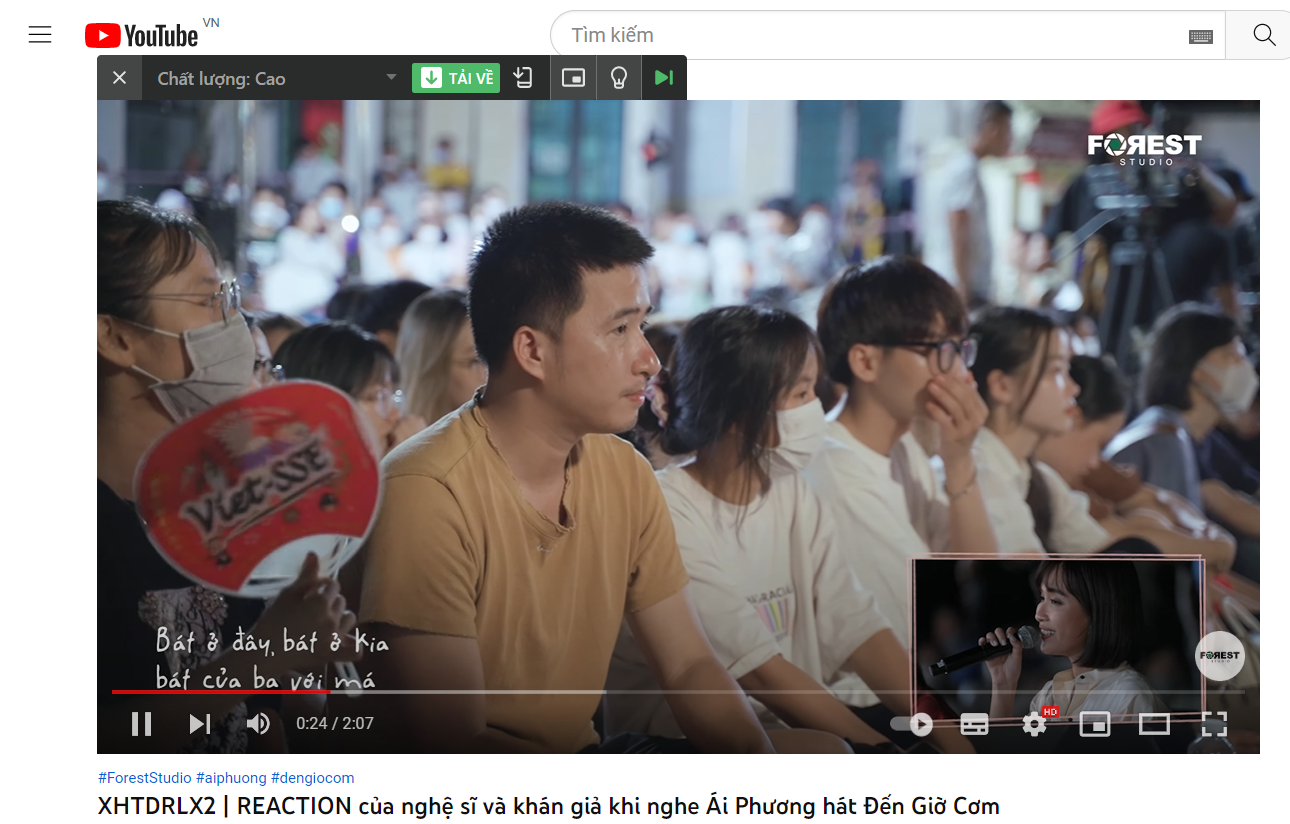 YouTube VN
Tìm kiếm
Chất lượng: Cao
TẢI VỀ
FOREST
STUDIO
Viet-SSE
GRACIA
Bát ở đây, bát ở kia
bát của ba với má
FOREST
STUDIO
0:24 / 2:07
HD
#ForestStudio #aiphuong #dengiocom
XHTDRLX2 | REACTION của nghệ sĩ và khán giả khi nghe Ái Phương hát Đến Giờ Cơm